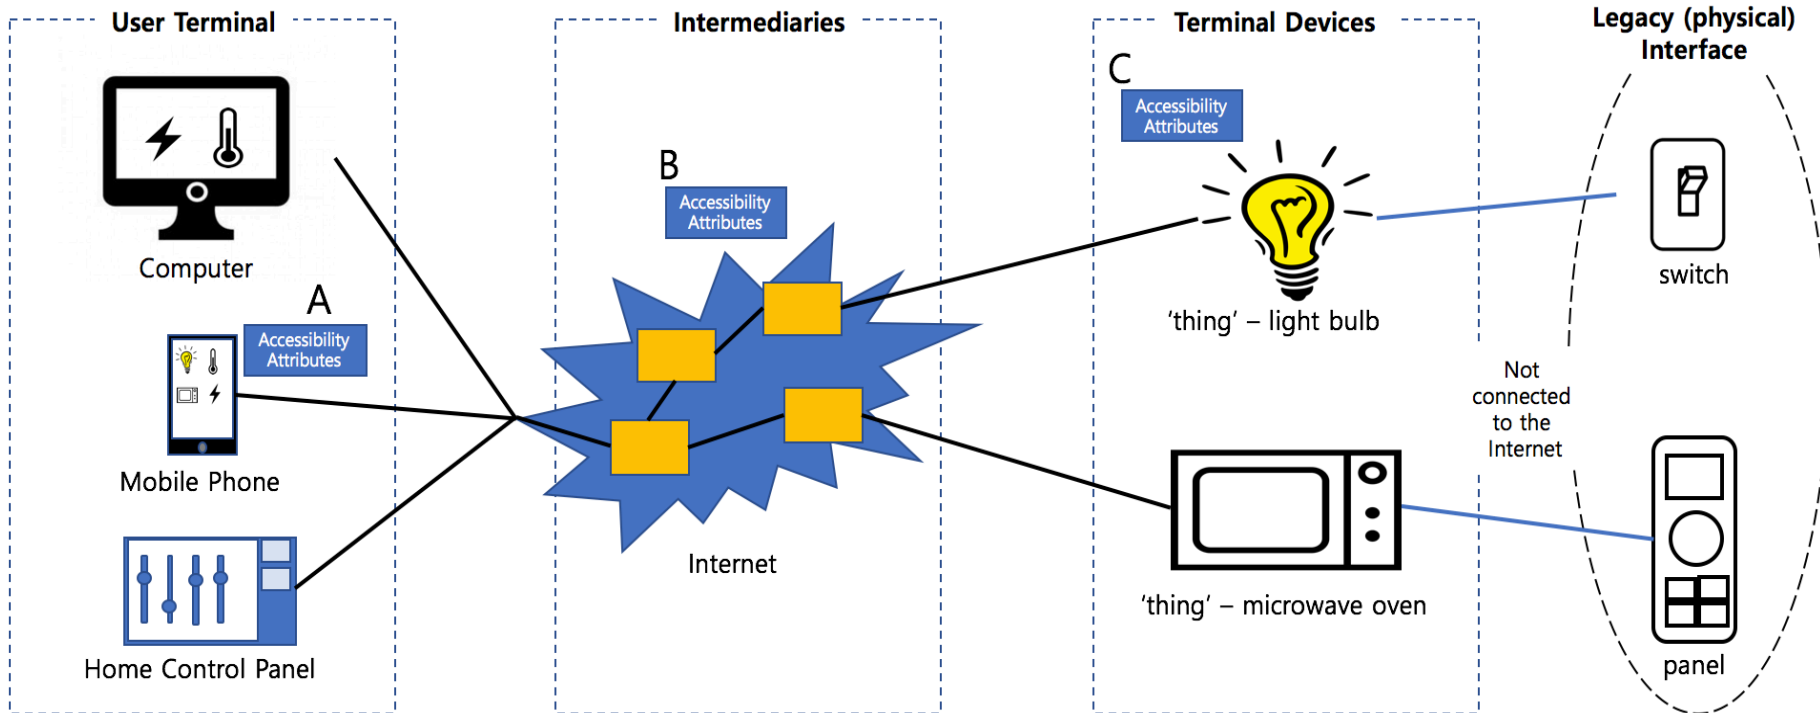 User Terminal
Computer
A
Accessibility
Attributes
Mobile Phone
Home Control Panel
Intermediaries
B
Accessibility
Attributes
Internet
Terminal Devices
C
Accessibility
Attributes
‘thing’ – light bulb
‘thing’ – microwave oven
Legacy (physical)
Interface
switch
Not
connected
to the
Internet
panel